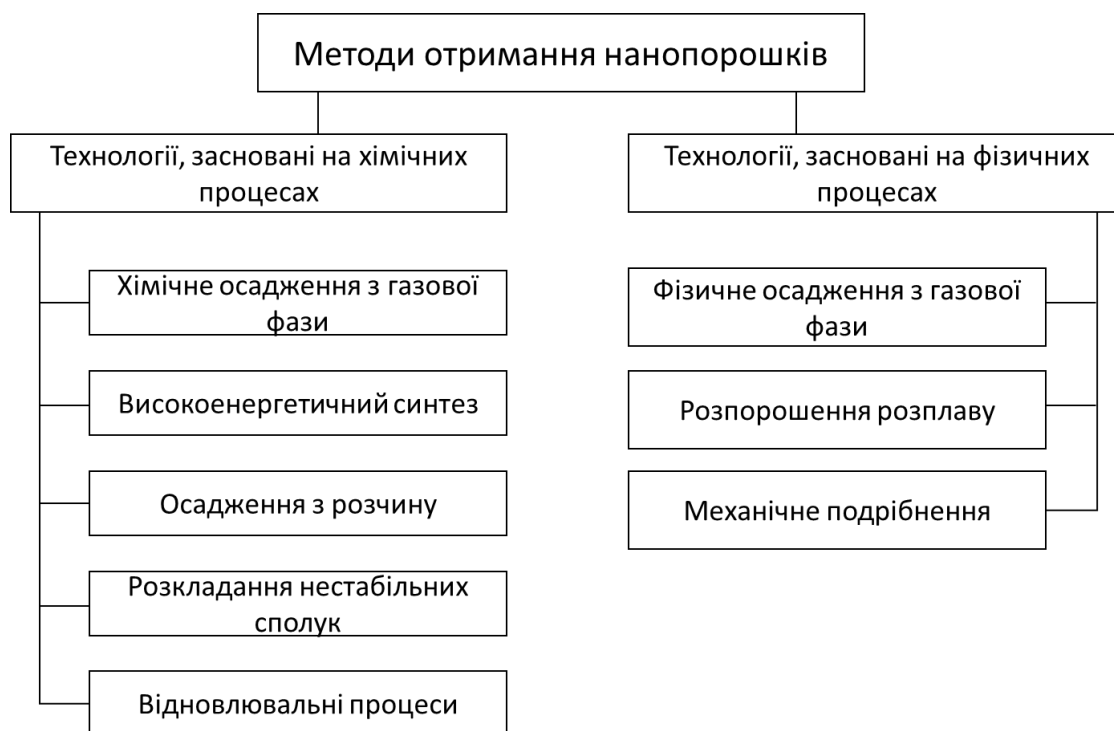 Методи отримання нанопорошків
Технології, засновані на хімічних
процесах
Хімічне осадження з газової
фази
Високоенергетичний синтез
Осадження з розчину
Розкладання нестабільних
сполук
Відновлювальні процеси
Технології, засновані на фізичних
процесах
Фізичне осадження з газової
фази
Розпорошення розплаву
Механічне подрібнення